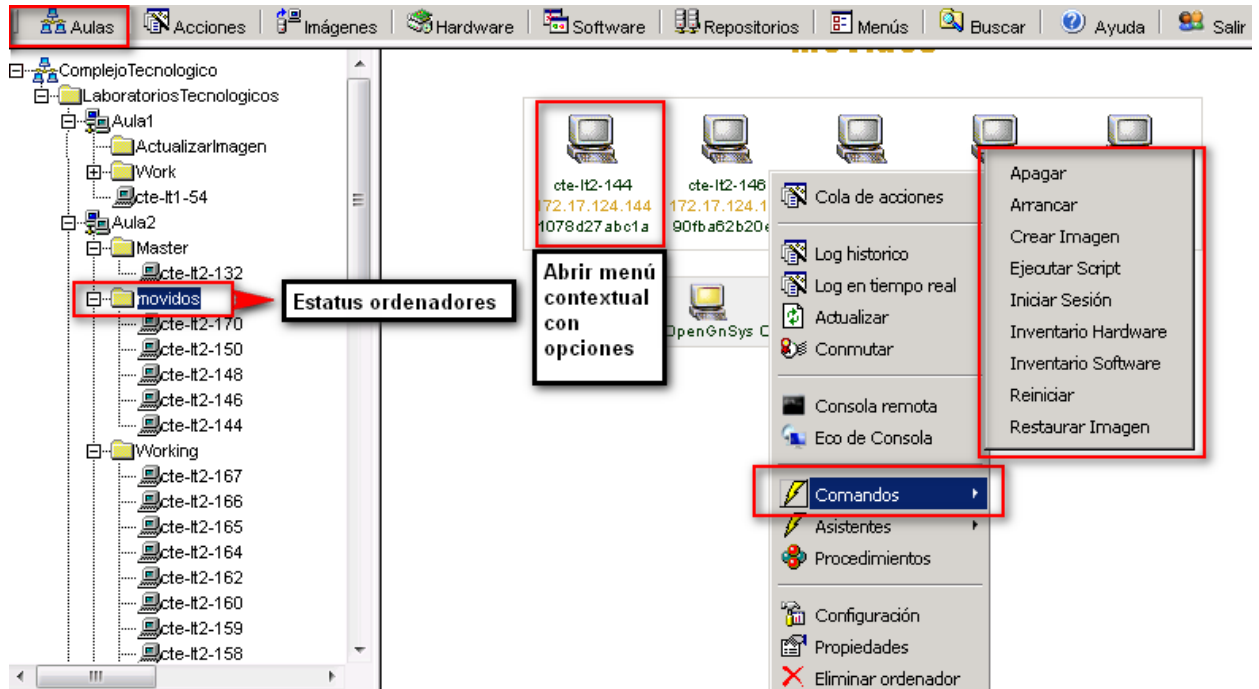 Aulas
Acciones
Imágenes
Hardware
Software
Repositorios
Menús
Buscar
Ayuda
Salir
ComplejoTecnologico
LaboratoriosTecnologicos
Aula1
ActualizarImagen
Work
cte-lt1-54
Aula2
Master
cte-lt2-132
movidos
cte-lt2-170
cte-lt2-150
cte-lt2-148
cte-lt2-146
cte-lt2-144
Working
cte-lt2-167
cte-lt2-166
cte-lt2-165
cte-lt2-164
cte-lt2-162
cte-lt2-160
cte-lt2-159
cte-lt2-158
Estatus ordenadores
cte-lt2-144
172.17.124.144
1078d27abc1a
cte-lt2-146
172.17.124.1
90fba62b20
Abrir menú
contextual
con
opciones
OpenGnSys
Cola de acciones
Log historico
Log en tiempo real
Actualizar
Conmutar
Consola remota
Eco de Consola
Comandos
Asistentes
Procedimientos
Configuración
Propiedades
Eliminar ordenador
Apagar
Arrancar
Crear Imagen
Ejecutar Script
Iniciar Sesión
Inventario Hardware
Inventario Software
Reiniciar
Restaurar Imagen